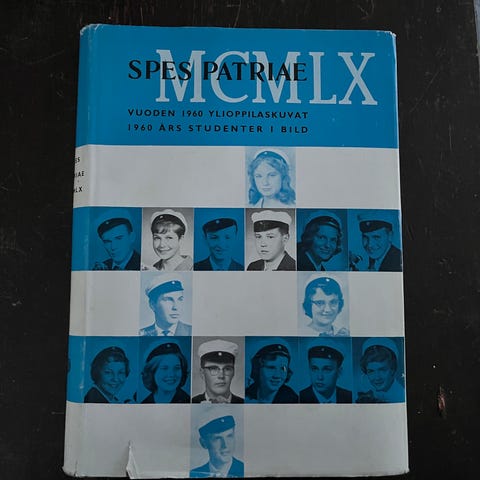 MCMLX
SPES PATRIAE
VUODEN 1960 YLIOPPILASKUVAT
1960 ÅRS STUDENTER I BILD